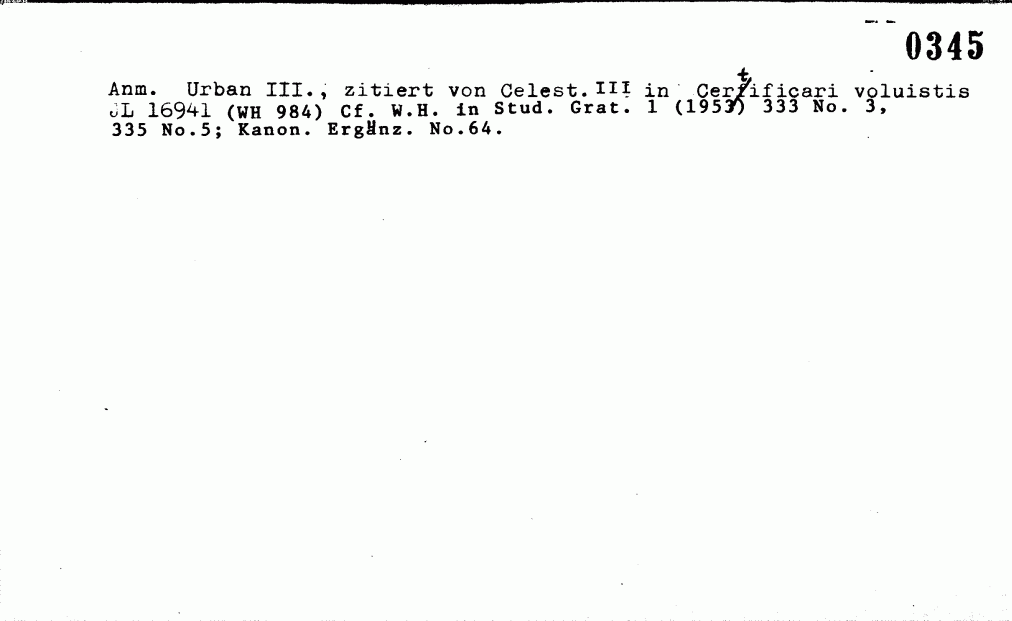 0345
Anm. Urban III., zitiert von Celest. III in Certificari voluistis
JL 16941 (WH 984) Cf. W.H. in Stud. Grat. 1 (1953) 333 No. 3,
335 No.5; Kanon. Ergänz. No.64.